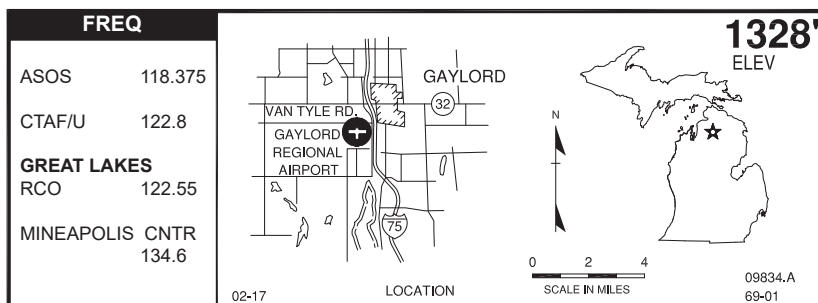 FREQ
ASOS 118.375
CTAF/U 122.8
GREAT LAKES
RCO 122.55
MINEAPOLIS CNTR
134.6
GAYLORD
32
VAN TYLE RD.
GAYLORD
REGIONAL
AIRPORT
75
02-17
LOCATION
1328'
ELEV
N
0 2 4
SCALE IN MILES
09834.A
69-01